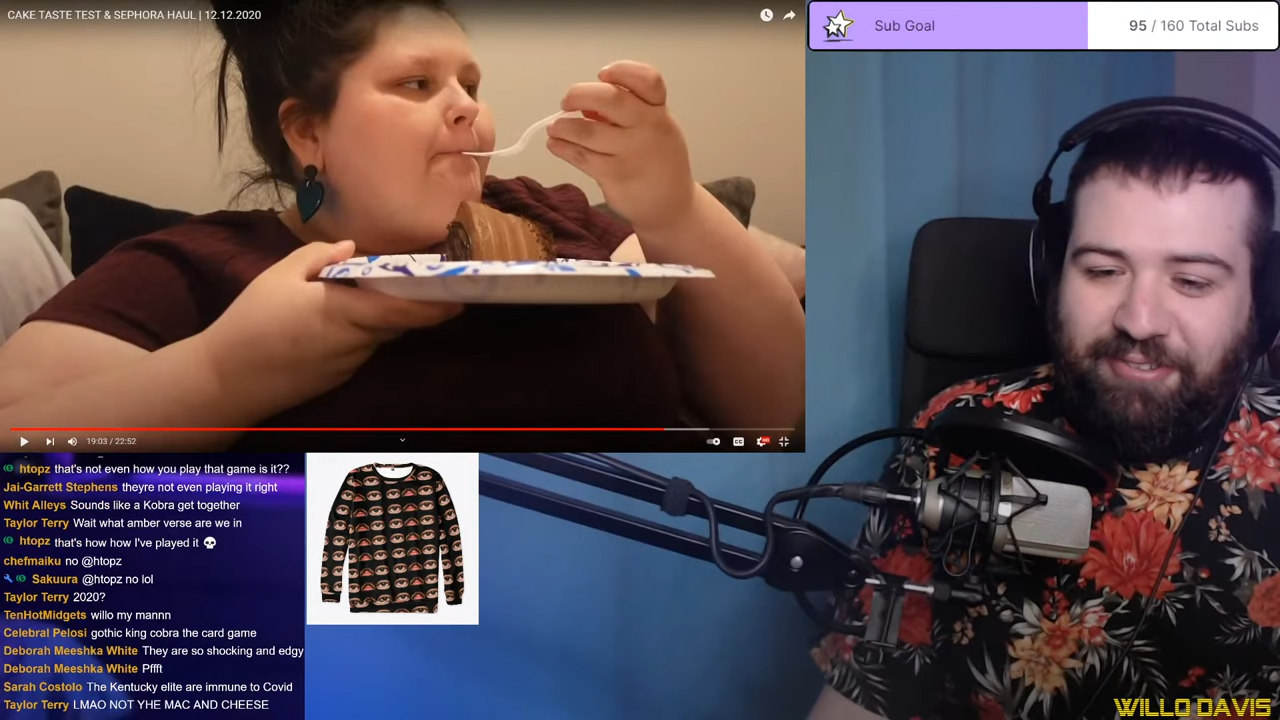 CAKE TASTE TEST & SEPHORA HAUL | 12.12.2020
Sub Goal
95 / 160 Total Subs
19:03 / 22:52
CC
HD
htopz that's not even how you play that game is it??
Jai-Garrett Stephens theyre not even playing it right
Whit Alleys Sounds like a Kobra get together
Taylor Terry Wait what amber verse are we in
htopz that's how how I've played it 💀
chefmaiku no @htopz
Sakuura @htopz no lol
Taylor Terry 2020?
TenHotMidgets willo my mannn
Celebral Pelosi gothic king cobra the card game
Deborah Meeshka White They are so shocking and edgy
Deborah Meeshka White Pffft
Sarah Costolo The Kentucky elite are immune to Covid
Taylor Terry LMAO NOT YHE MAC AND CHEESE
WILLO DAVIS